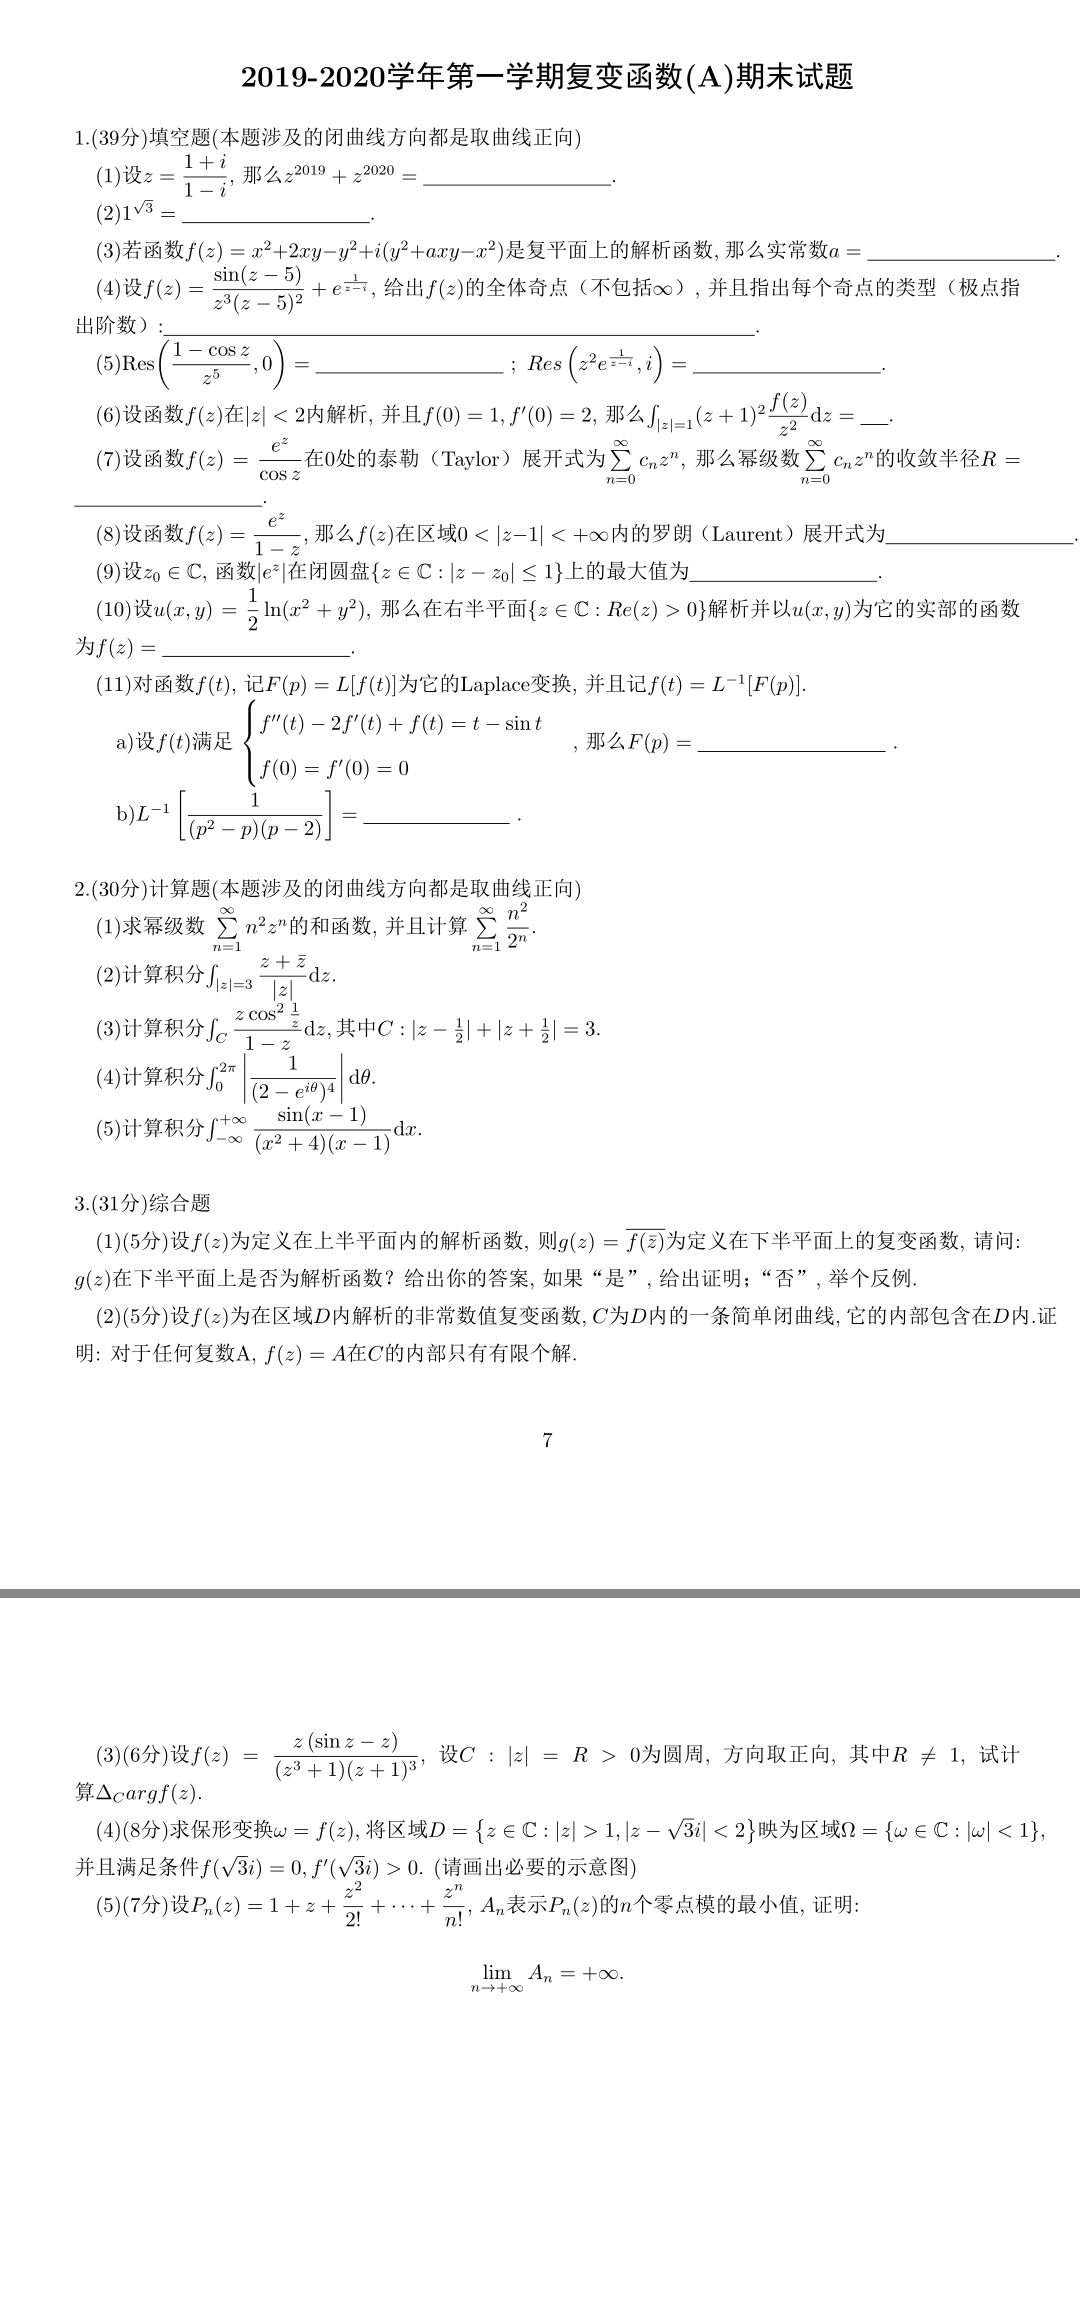 2019-2020学年第一学期复变函数(A)期末试题
1.(39分)填空题(本题涉及的闭曲线方向都是取曲线正向)
(1)设$z = \dfrac{1+i}{1-i}$, 那么$z^{2019} + z^{2020} =$ ________.
(2)$1^{\sqrt{3}} =$ ________.
(3)若函数$f(z) = x^2+2xy-y^2+i(y^2+axy-x^2)$是复平面上的解析函数, 那么实常数$a =$ ________.
(4)设$f(z) = \dfrac{\sin(z-5)}{z^3(z-5)^2} + e^{\frac{1}{z-i}}$, 给出$f(z)$的全体奇点（不包括∞）, 并且指出每个奇点的类型（极点指
出阶数）:________.
(5)$\mathrm{Res}\left(\dfrac{1-\cos z}{z^5}, 0\right) =$ ________ ; $Res\left(z^2 e^{\frac{1}{z-i}}, i\right) =$ ________.
(6)设函数$f(z)$在$|z| < 2$内解析, 并且$f(0) = 1, f'(0) = 2$, 那么$\int_{|z|=1}(z+1)^2\dfrac{f(z)}{z^2}\mathrm{d}z =$ __.
(7)设函数$f(z) = \dfrac{e^z}{\cos z}$在0处的泰勒（Taylor）展开式为$\sum\limits_{n=0}^{\infty} c_n z^n$, 那么幂级数$\sum\limits_{n=0}^{\infty} c_n z^n$的收敛半径$R =$
________.
(8)设函数$f(z) = \dfrac{e^z}{1-z}$, 那么$f(z)$在区域$0 < |z-1| < +\infty$内的罗朗（Laurent）展开式为________.
(9)设$z_0 \in \mathbb{C}$, 函数$|e^z|$在闭圆盘$\{z \in \mathbb{C} : |z - z_0| \leq 1\}$上的最大值为________.
(10)设$u(x,y) = \dfrac{1}{2}\ln(x^2+y^2)$, 那么在右半平面$\{z \in \mathbb{C} : Re(z) > 0\}$解析并以$u(x,y)$为它的实部的函数
为$f(z) =$ ________.
(11)对函数$f(t)$, 记$F(p) = L[f(t)]$为它的Laplace变换, 并且记$f(t) = L^{-1}[F(p)]$.
a)设$f(t)$满足$\begin{cases} f''(t) - 2f'(t) + f(t) = t - \sin t \\ f(0) = f'(0) = 0 \end{cases}$, 那么$F(p) =$ ________ .
b)$L^{-1}\left[\dfrac{1}{(p^2-p)(p-2)}\right] =$ ________ .
2.(30分)计算题(本题涉及的闭曲线方向都是取曲线正向)
(1)求幂级数 $\sum\limits_{n=1}^{\infty} n^2 z^n$的和函数, 并且计算$\sum\limits_{n=1}^{\infty} \dfrac{n^2}{2^n}$.
(2)计算积分$\int_{|z|=3} \dfrac{z+\bar{z}}{|z|}\mathrm{d}z$.
(3)计算积分$\int_C \dfrac{z\cos^2\frac{1}{z}}{1-z}\mathrm{d}z$, 其中$C : |z-\frac{1}{2}| + |z+\frac{1}{2}| = 3$.
(4)计算积分$\int_0^{2\pi} \left|\dfrac{1}{(2-e^{i\theta})^4}\right|\mathrm{d}\theta$.
(5)计算积分$\int_{-\infty}^{+\infty} \dfrac{\sin(x-1)}{(x^2+4)(x-1)}\mathrm{d}x$.
3.(31分)综合题
(1)(5分)设$f(z)$为定义在上半平面内的解析函数, 则$g(z) = \overline{f(\bar{z})}$为定义在下半平面上的复变函数, 请问:
$g(z)$在下半平面上是否为解析函数？给出你的答案, 如果“是”, 给出证明；“否”, 举个反例.
(2)(5分)设$f(z)$为在区域$D$内解析的非常数值复变函数, $C$为$D$内的一条简单闭曲线, 它的内部包含在$D$内.证
明: 对于任何复数A, $f(z) = A$在$C$的内部只有有限个解.
7
(3)(6分)设$f(z) = \dfrac{z(\sin z - z)}{(z^3+1)(z+1)^3}$, 设$C : |z| = R > 0$为圆周, 方向取正向, 其中$R \neq 1$, 试计
算$\Delta_C argf(z)$.
(4)(8分)求保形变换$\omega = f(z)$, 将区域$D = \{z \in \mathbb{C} : |z| > 1, |z - \sqrt{3}i| < 2\}$映为区域$\Omega = \{\omega \in \mathbb{C} : |\omega| < 1\}$,
并且满足条件$f(\sqrt{3}i) = 0, f'(\sqrt{3}i) > 0$. (请画出必要的示意图)
(5)(7分)设$P_n(z) = 1 + z + \dfrac{z^2}{2!} + \cdots + \dfrac{z^n}{n!}$, $A_n$表示$P_n(z)$的$n$个零点模的最小值, 证明:
$\lim\limits_{n\to+\infty} A_n = +\infty.$